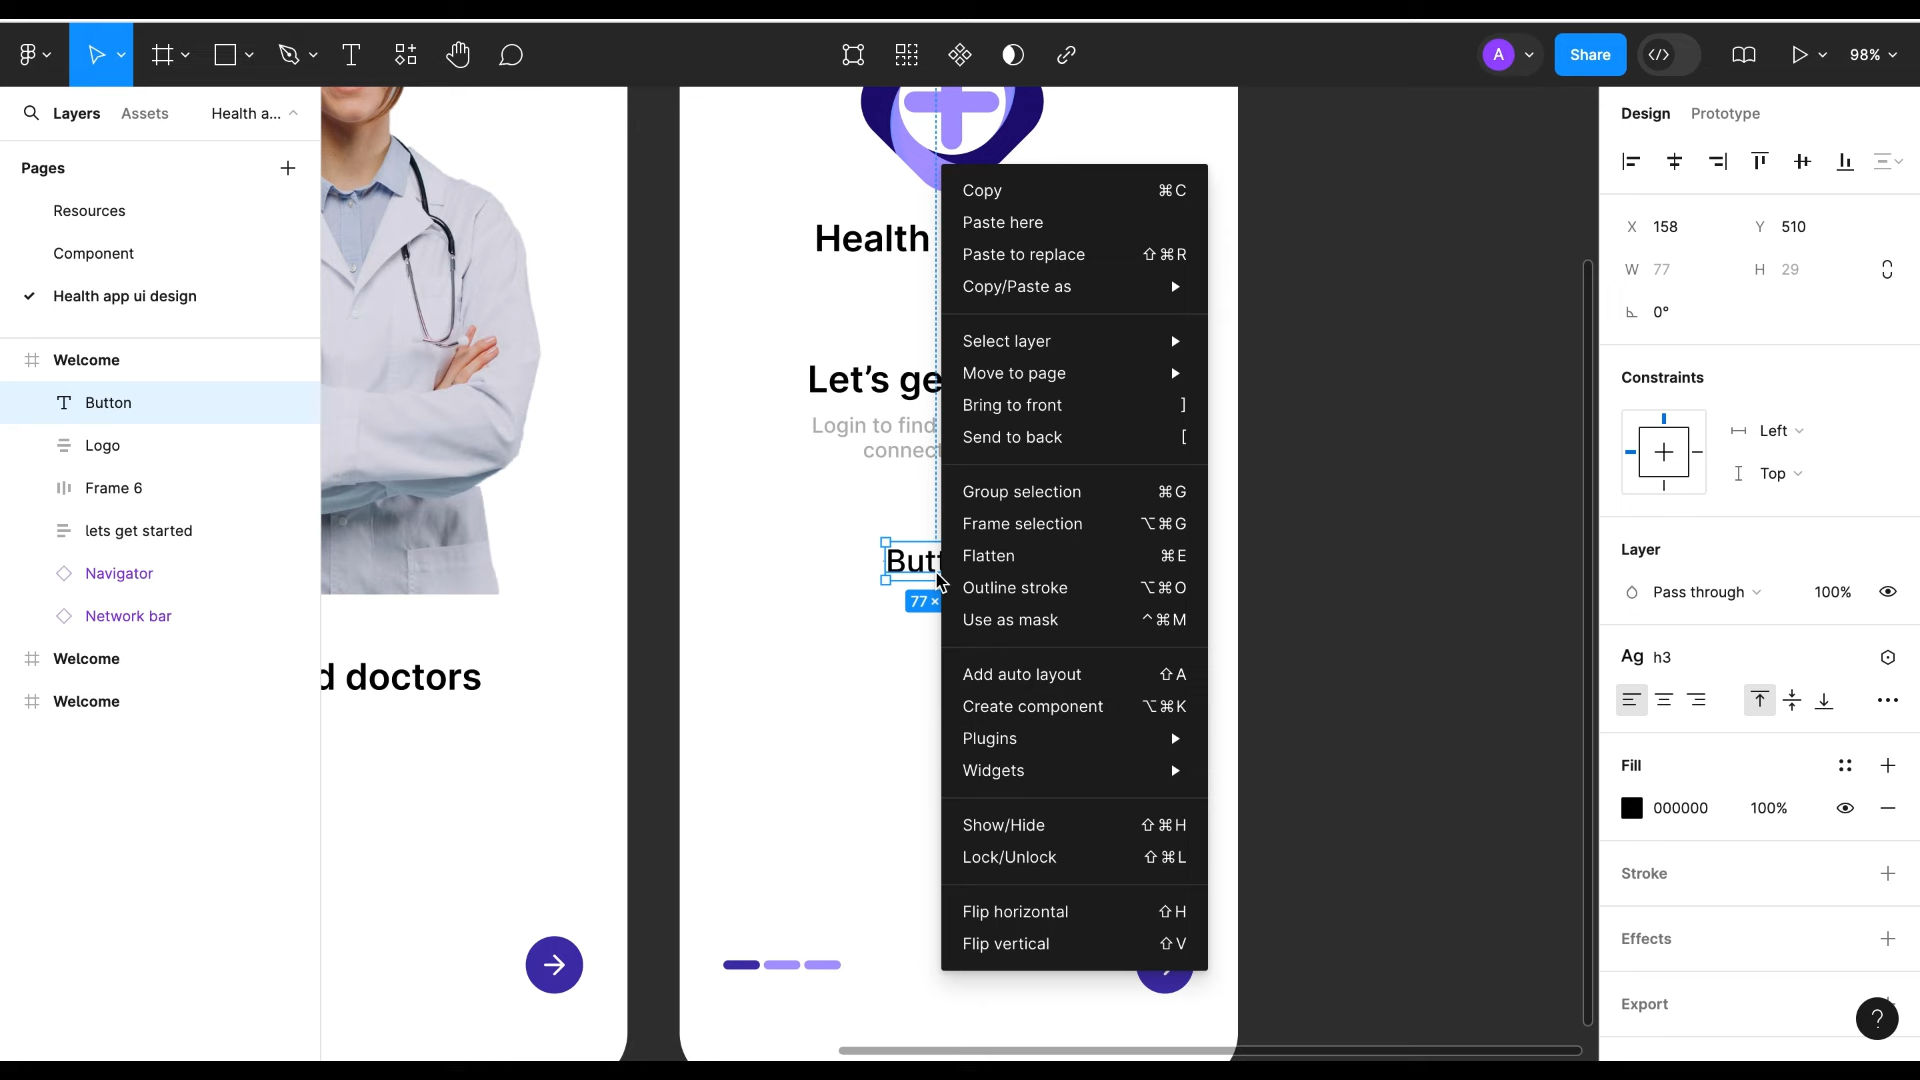 A
Share
98%
Layers
Assets
Health a...
Pages
Resources
Component
Health app ui design
Welcome
Button
Logo
Frame 6
lets get started
Navigator
Network bar
Welcome
Welcome
d doctors
Health
Let's ge
Login to find
connec
Butt
77 ×
Copy ⌘C
Paste here
Paste to replace ⇧⌘R
Copy/Paste as
Select layer
Move to page
Bring to front ]
Send to back [
Group selection ⌘G
Frame selection ⌥⌘G
Flatten ⌘E
Outline stroke ⌥⌘O
Use as mask ^⌘M
Add auto layout ⇧A
Create component ⌥⌘K
Plugins
Widgets
Show/Hide ⇧⌘H
Lock/Unlock ⇧⌘L
Flip horizontal ⇧H
Flip vertical ⇧V
Design
Prototype
X 158
Y 510
W 77
H 29
0°
Constraints
Left
Top
Layer
Pass through
100%
Ag h3
Fill
000000
100%
Stroke
Effects
Export
?